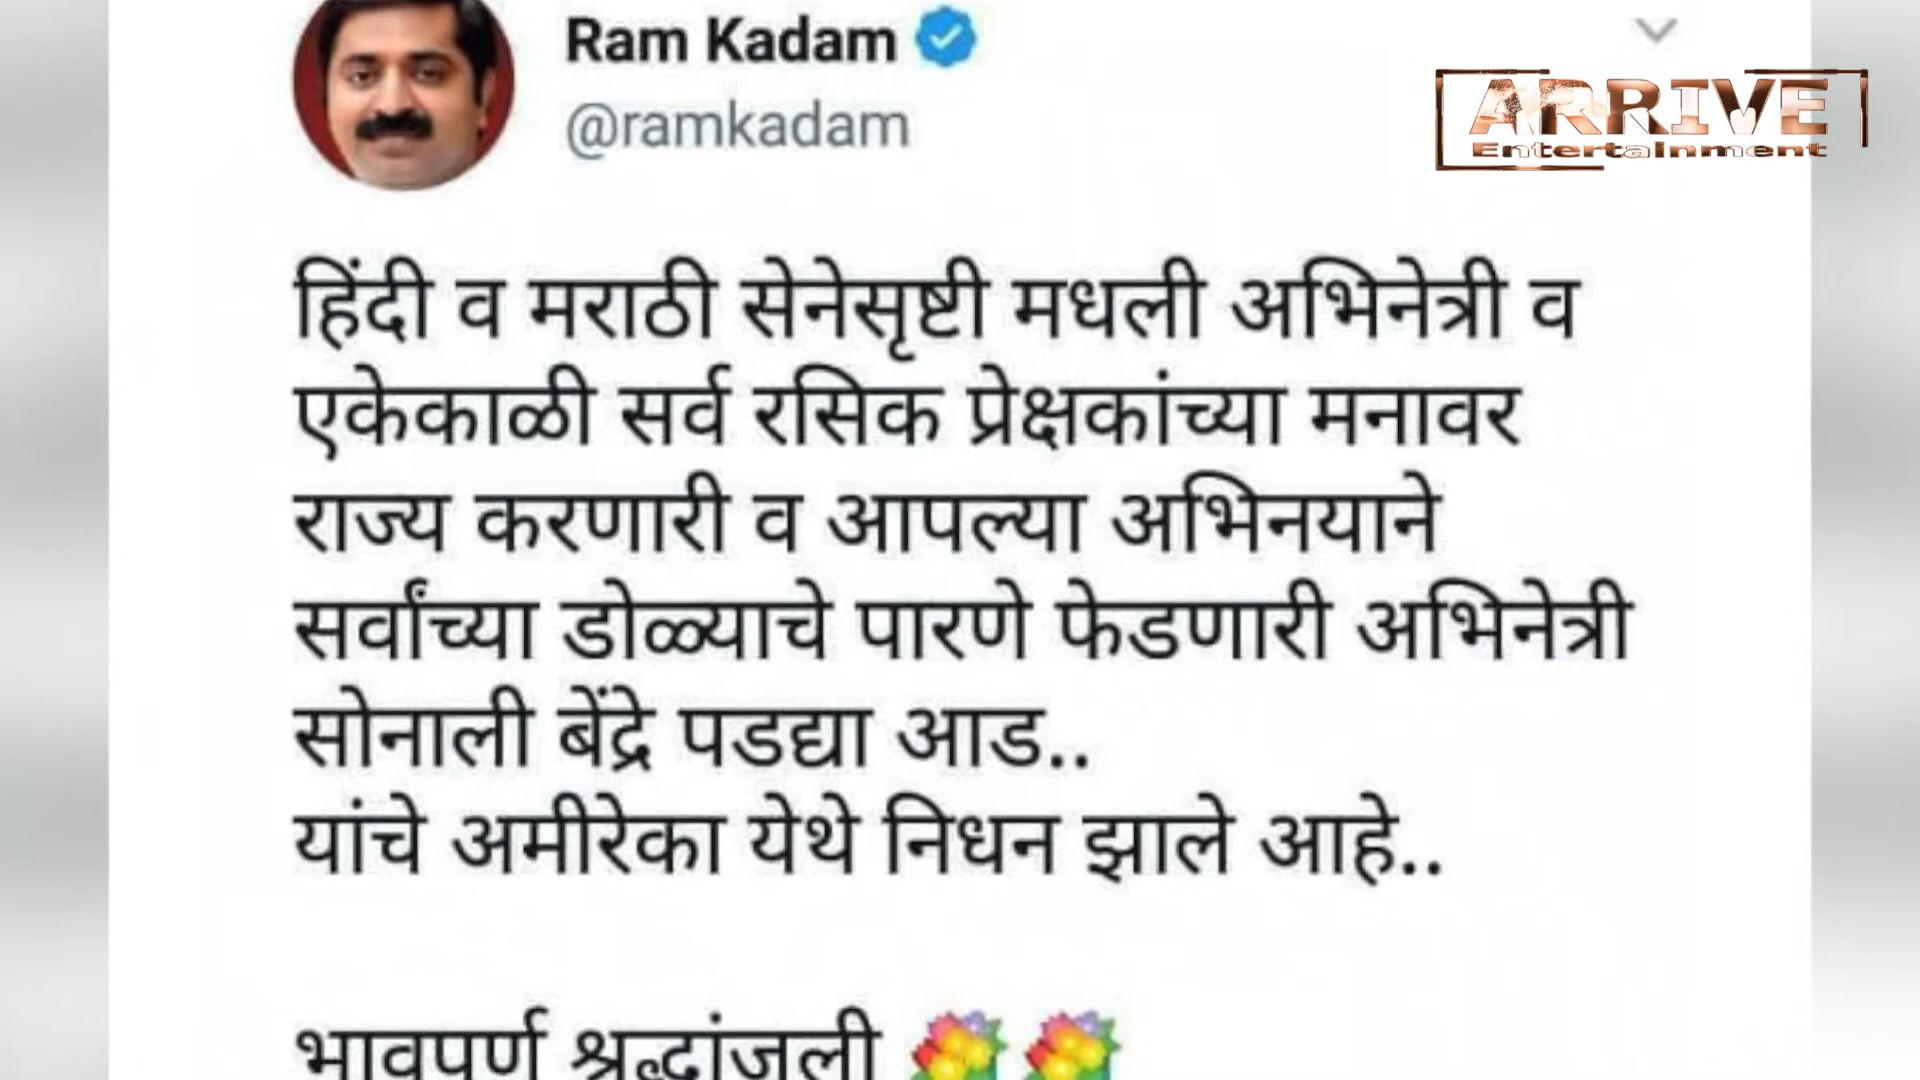 Ram Kadam
@ramkadam
ARRIVE
Entertainment
हिंदी व मराठी सेनेसृष्टी मधली अभिनेत्री व
एकेकाळी सर्व रसिक प्रेक्षकांच्या मनावर
राज्य करणारी व आपल्या अभिनयाने
सर्वांच्या डोळ्याचे पारणे फेडणारी अभिनेत्री
सोनाली बेंद्रे पडद्या आड..
यांचे अमीरेका येथे निधन झाले आहे..
भावपूर्ण श्रद्धांजली 💐 💐